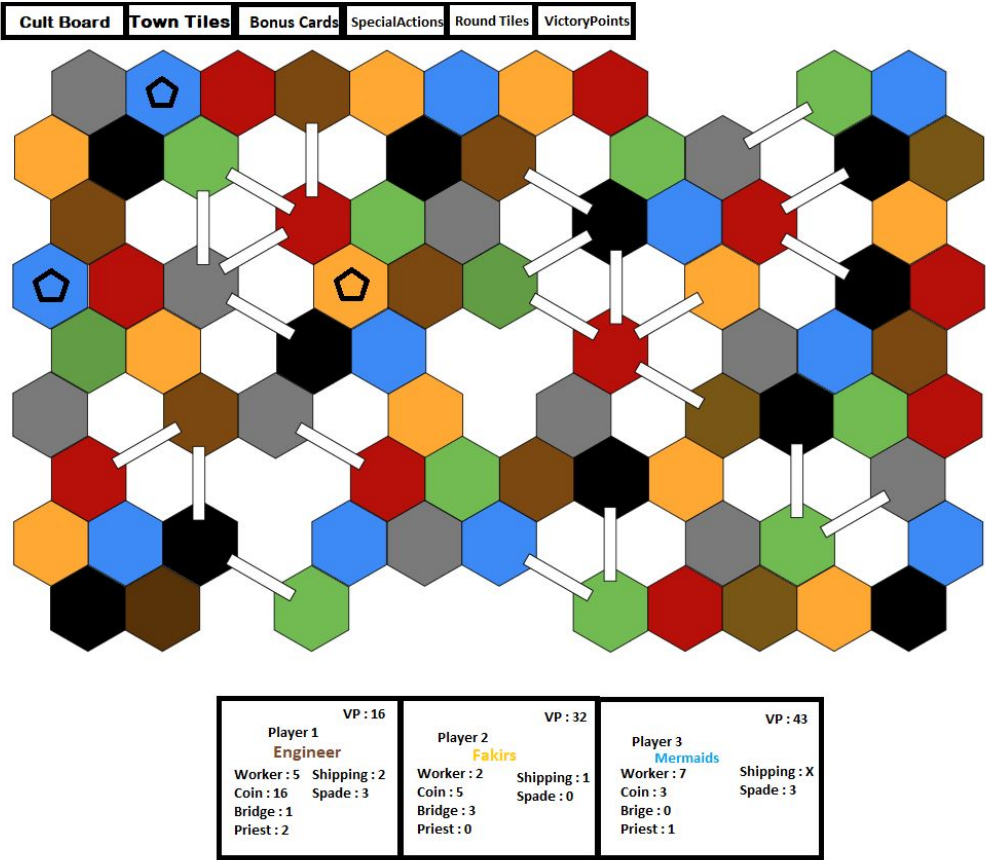 Cult Board Town Tiles Bonus Cards SpecialActions Round Tiles VictoryPoints
VP : 16
Player 1
Engineer
Worker : 5 Shipping : 2
Coin : 16 Spade : 3
Bridge : 1
Priest : 2
VP : 32
Player 2
Fakirs
Worker : 2 Shipping : 1
Coin : 5 Spade : 0
Bridge : 3
Priest : 0
VP : 43
Player 3
Mermaids
Worker : 7 Shipping : X
Coin : 3 Spade : 3
Brige : 0
Priest : 1